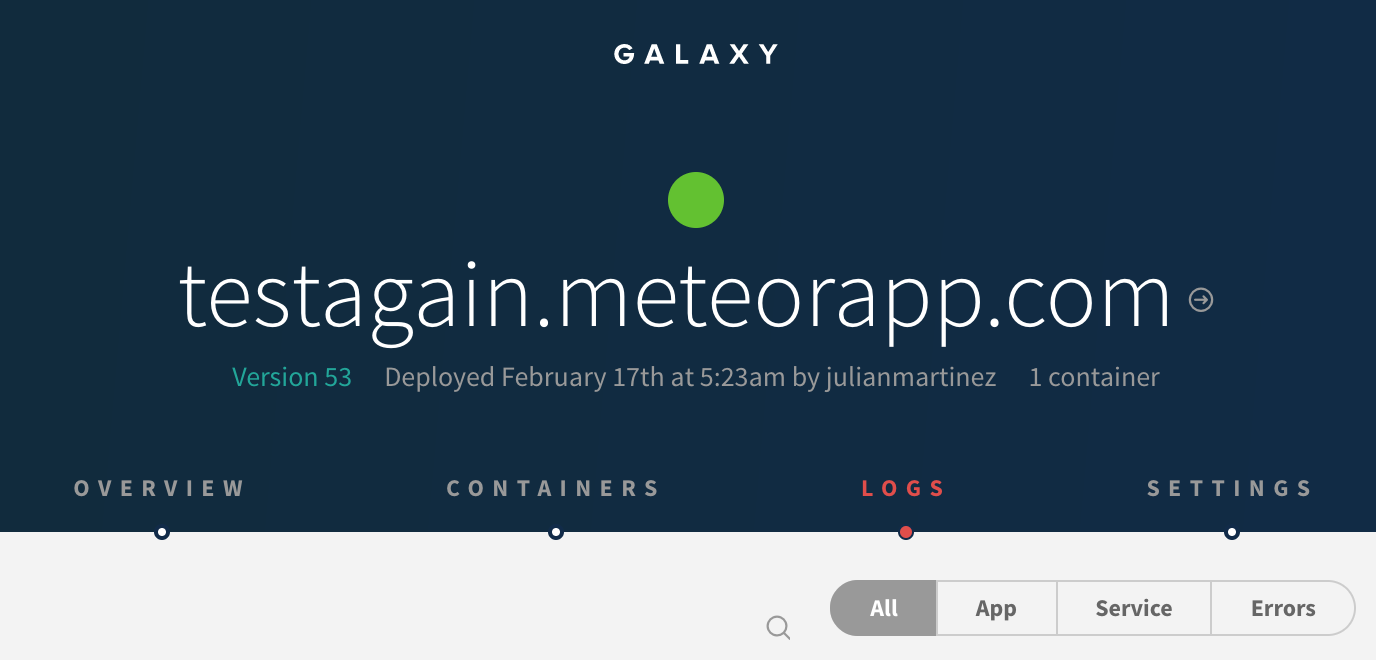 GALAXY
testagain.meteorapp.com
Version 53 Deployed February 17th at 5:23am by julianmartinez 1 container
OVERVIEW CONTAINERS LOGS SETTINGS
All App Service Errors